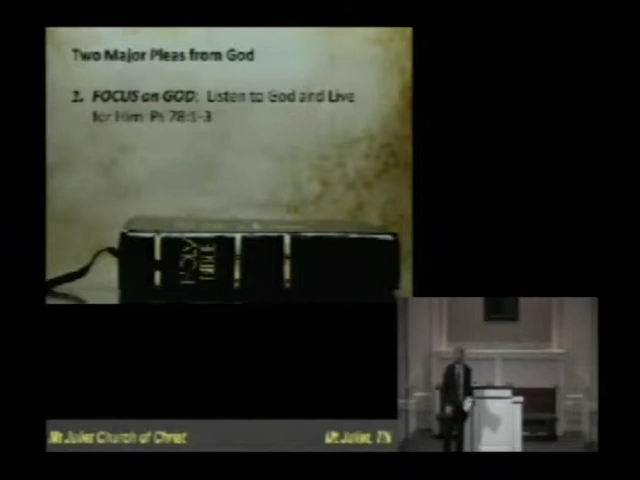 Two Major Pleas from God
1. FOCUS on GOD: Listen to God and Live
for Him Ps 78:1-3
HOLY
BIBLE
Mt Juliet Church of Christ
Mt Juliet, TN